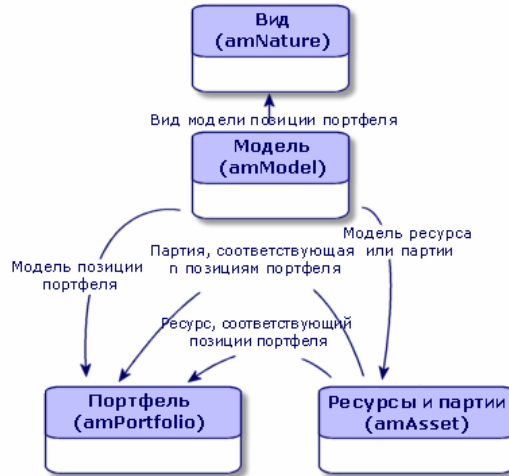 Вид
(amNature)
Вид модели позиции портфеля
Модель
(amModel)
Модель ресурса
или партии
Партия, соответствующая
n позициям портфеля
Модель позиции
портфеля
Ресурс, соответствующий
позиции портфеля
Портфель
(amPortfolio)
Ресурсы и партии
(amAsset)